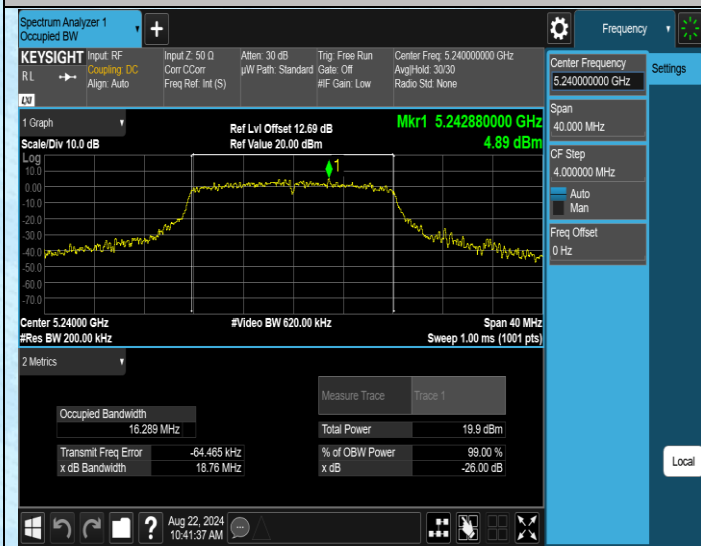 Spectrum Analyzer 1
Occupied BW
+
Frequency
KEYSIGHT
RL
LXI
Input: RF
Coupling: DC
Align: Auto
Input Z: 50 Ω
Corr CCorr
Freq Ref: Int (S)
Atten: 30 dB
µW Path: Standard
Trig: Free Run
Gate: Off
#IF Gain: Low
Center Freq: 5.240000000 GHz
Avg|Hold: 30/30
Radio Std: None
Center Frequency
5.240000000 GHz
Settings
Span
40.000 MHz
CF Step
4.000000 MHz
Auto
Man
Freq Offset
0 Hz
Local
1 Graph
Scale/Div 10.0 dB
Ref Lvl Offset 12.69 dB
Ref Value 20.00 dBm
Mkr1 5.242880000 GHz
4.89 dBm
Log
10.0
0.00
-10.0
-20.0
-30.0
-40.0
-50.0
-60.0
-70.0
1
Center 5.24000 GHz
#Res BW 200.00 kHz
#Video BW 620.00 kHz
Span 40 MHz
Sweep 1.00 ms (1001 pts)
2 Metrics
Measure Trace Trace 1
Occupied Bandwidth
16.289 MHz
Total Power 19.9 dBm
Transmit Freq Error -64.465 kHz
% of OBW Power 99.00 %
x dB Bandwidth 18.76 MHz
x dB -26.00 dB
?
Aug 22, 2024
10:41:37 AM